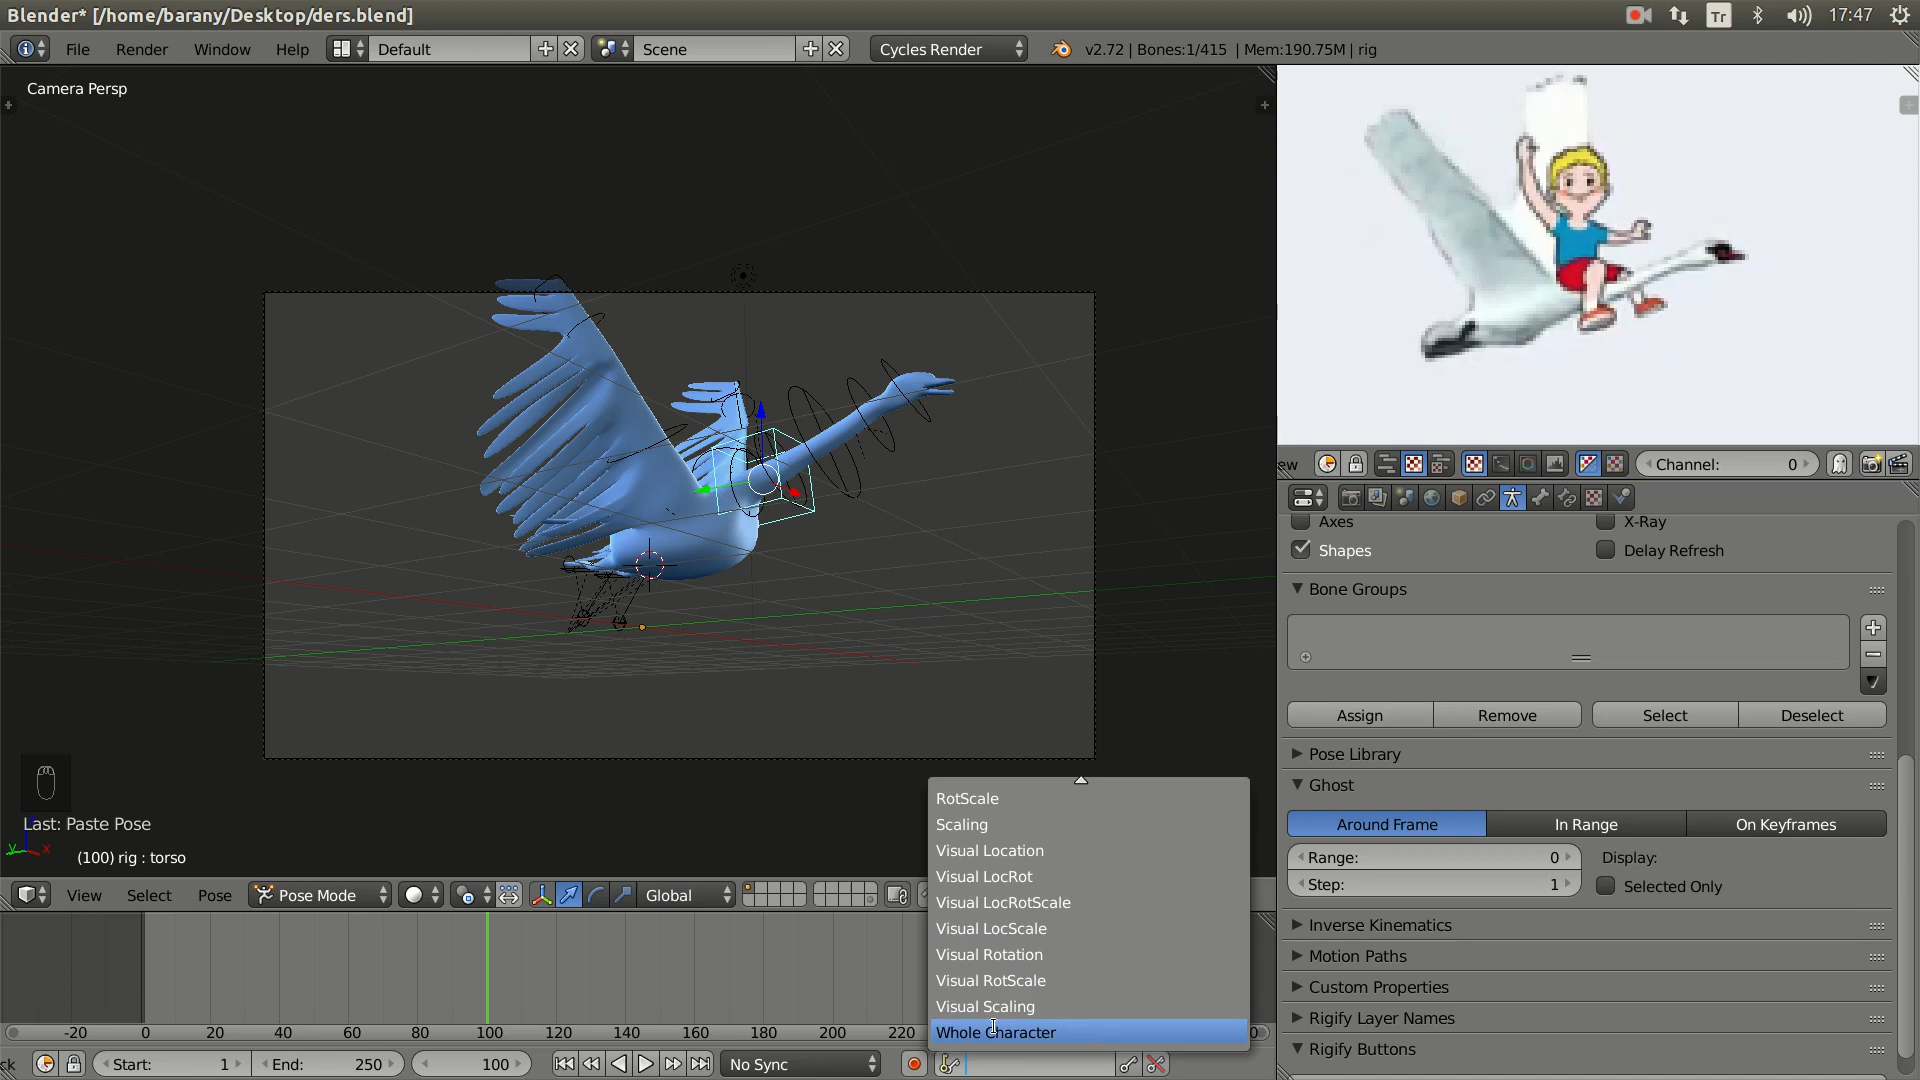 Blender* [/home/barany/Desktop/ders.blend]
Tr
17:47
File
Render
Window
Help
Default
Scene
Cycles Render
v2.72 | Bones:1/415 | Mem:190.75M | rig
Camera Persp
Last: Paste Pose
(100) rig : torso
y
x
View
Select
Pose
Pose Mode
Global
RotScale
Scaling
Visual Location
Visual LocRot
Visual LocRotScale
Visual LocScale
Visual Rotation
Visual RotScale
Visual Scaling
Whole Character
-20
0
20
40
60
80
100
120
140
160
180
200
220
0
ck
Start: 1
End: 250
100
No Sync
ew
Channel: 0
Axes
X-Ray
Shapes
Delay Refresh
Bone Groups
Assign
Remove
Select
Deselect
Pose Library
Ghost
Around Frame
In Range
On Keyframes
Range: 0
Display:
Step: 1
Selected Only
Inverse Kinematics
Motion Paths
Custom Properties
Rigify Layer Names
Rigify Buttons